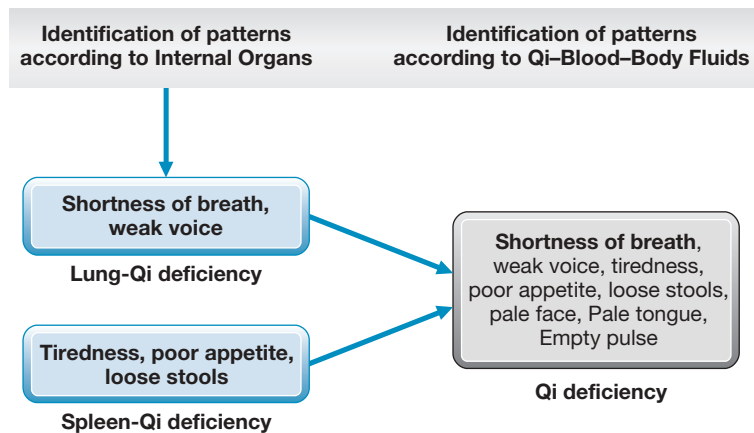 Identification of patterns
according to Internal Organs
Identification of patterns
according to Qi–Blood–Body Fluids
Shortness of breath,
weak voice
Lung-Qi deficiency
Tiredness, poor appetite,
loose stools
Spleen-Qi deficiency
Shortness of breath,
weak voice, tiredness,
poor appetite, loose stools,
pale face, Pale tongue,
Empty pulse
Qi deficiency